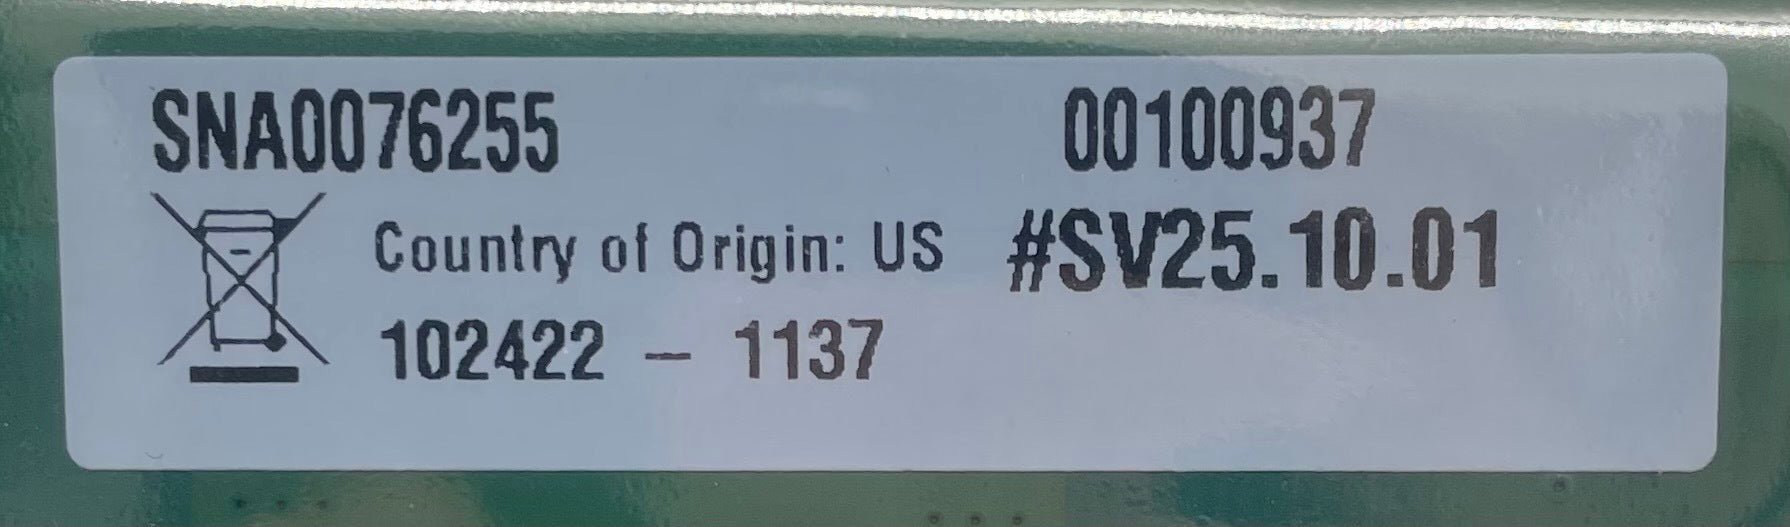 SNA0076255 00100937
Country of Origin: US #SV25.10.01
102422 – 1137